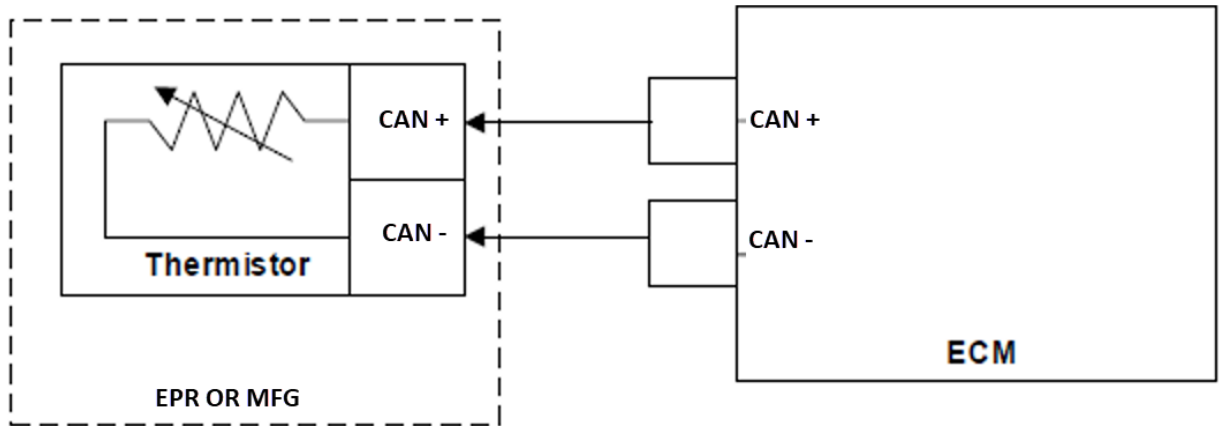 CAN +
CAN -
Thermistor
EPR OR MFG
CAN +
CAN -
ECM